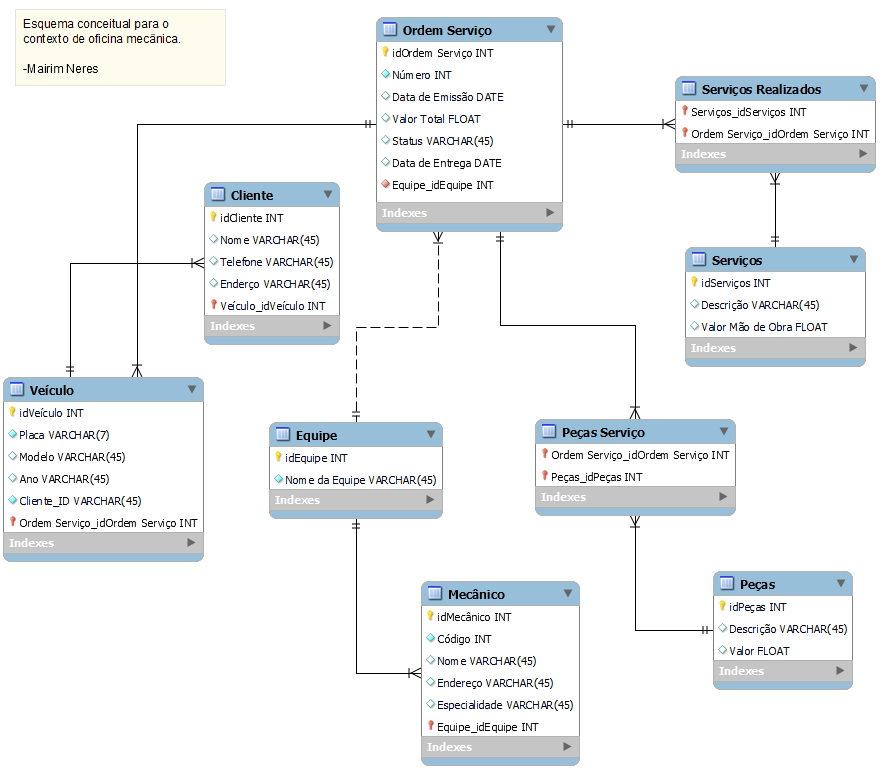 Esquema conceitual para o
contexto de oficina mecânica.
-Mairim Neres
Ordem Serviço
idOrdem Serviço INT
Número INT
Data de Emissão DATE
Valor Total FLOAT
Status VARCHAR(45)
Data de Entrega DATE
Equipe_idEquipe INT
Indexes
Serviços Realizados
Serviços_idServiços INT
Ordem Serviço_idOrdem Serviço INT
Indexes
Cliente
idCliente INT
Nome VARCHAR(45)
Telefone VARCHAR(45)
Enderço VARCHAR(45)
Veículo_idVeículo INT
Indexes
Serviços
idServiços INT
Descrição VARCHAR(45)
Valor Mão de Obra FLOAT
Indexes
Veículo
idVeículo INT
Placa VARCHAR(7)
Modelo VARCHAR(45)
Ano VARCHAR(45)
Cliente_ID VARCHAR(45)
Ordem Serviço_idOrdem Serviço INT
Indexes
Equipe
idEquipe INT
Nome da Equipe VARCHAR(45)
Indexes
Peças Serviço
Ordem Serviço_idOrdem Serviço INT
Peças_idPeças INT
Indexes
Mecânico
idMecânico INT
Código INT
Nome VARCHAR(45)
Endereço VARCHAR(45)
Especialidade VARCHAR(45)
Equipe_idEquipe INT
Indexes
Peças
idPeças INT
Descrição VARCHAR(45)
Valor FLOAT
Indexes